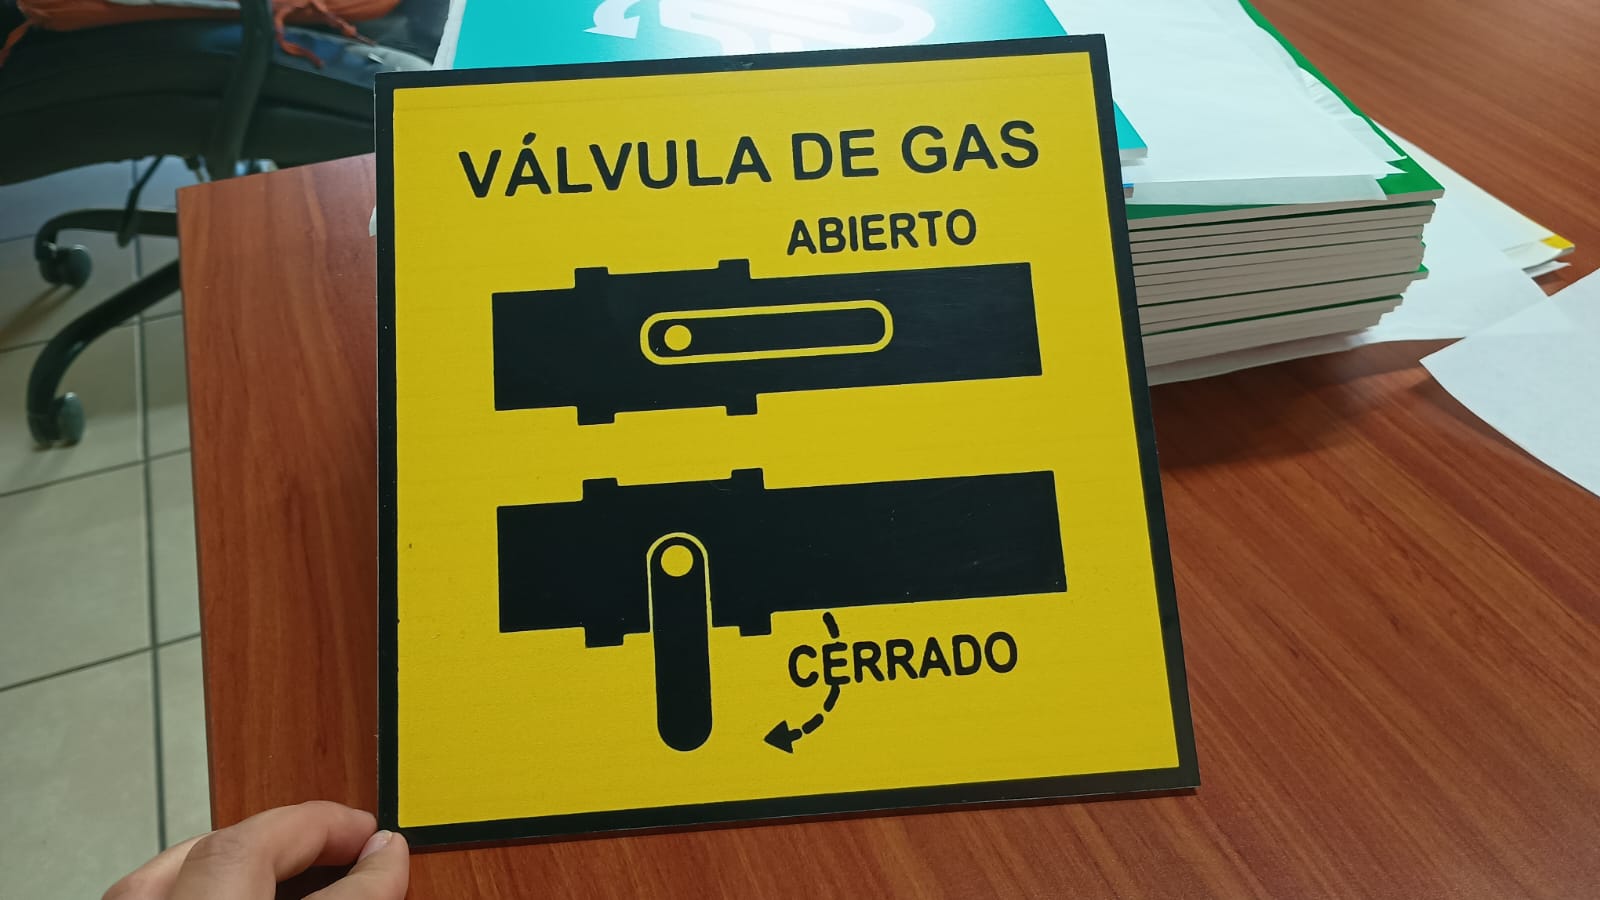 VÁLVULA DE GAS
ABIERTO
CERRADO